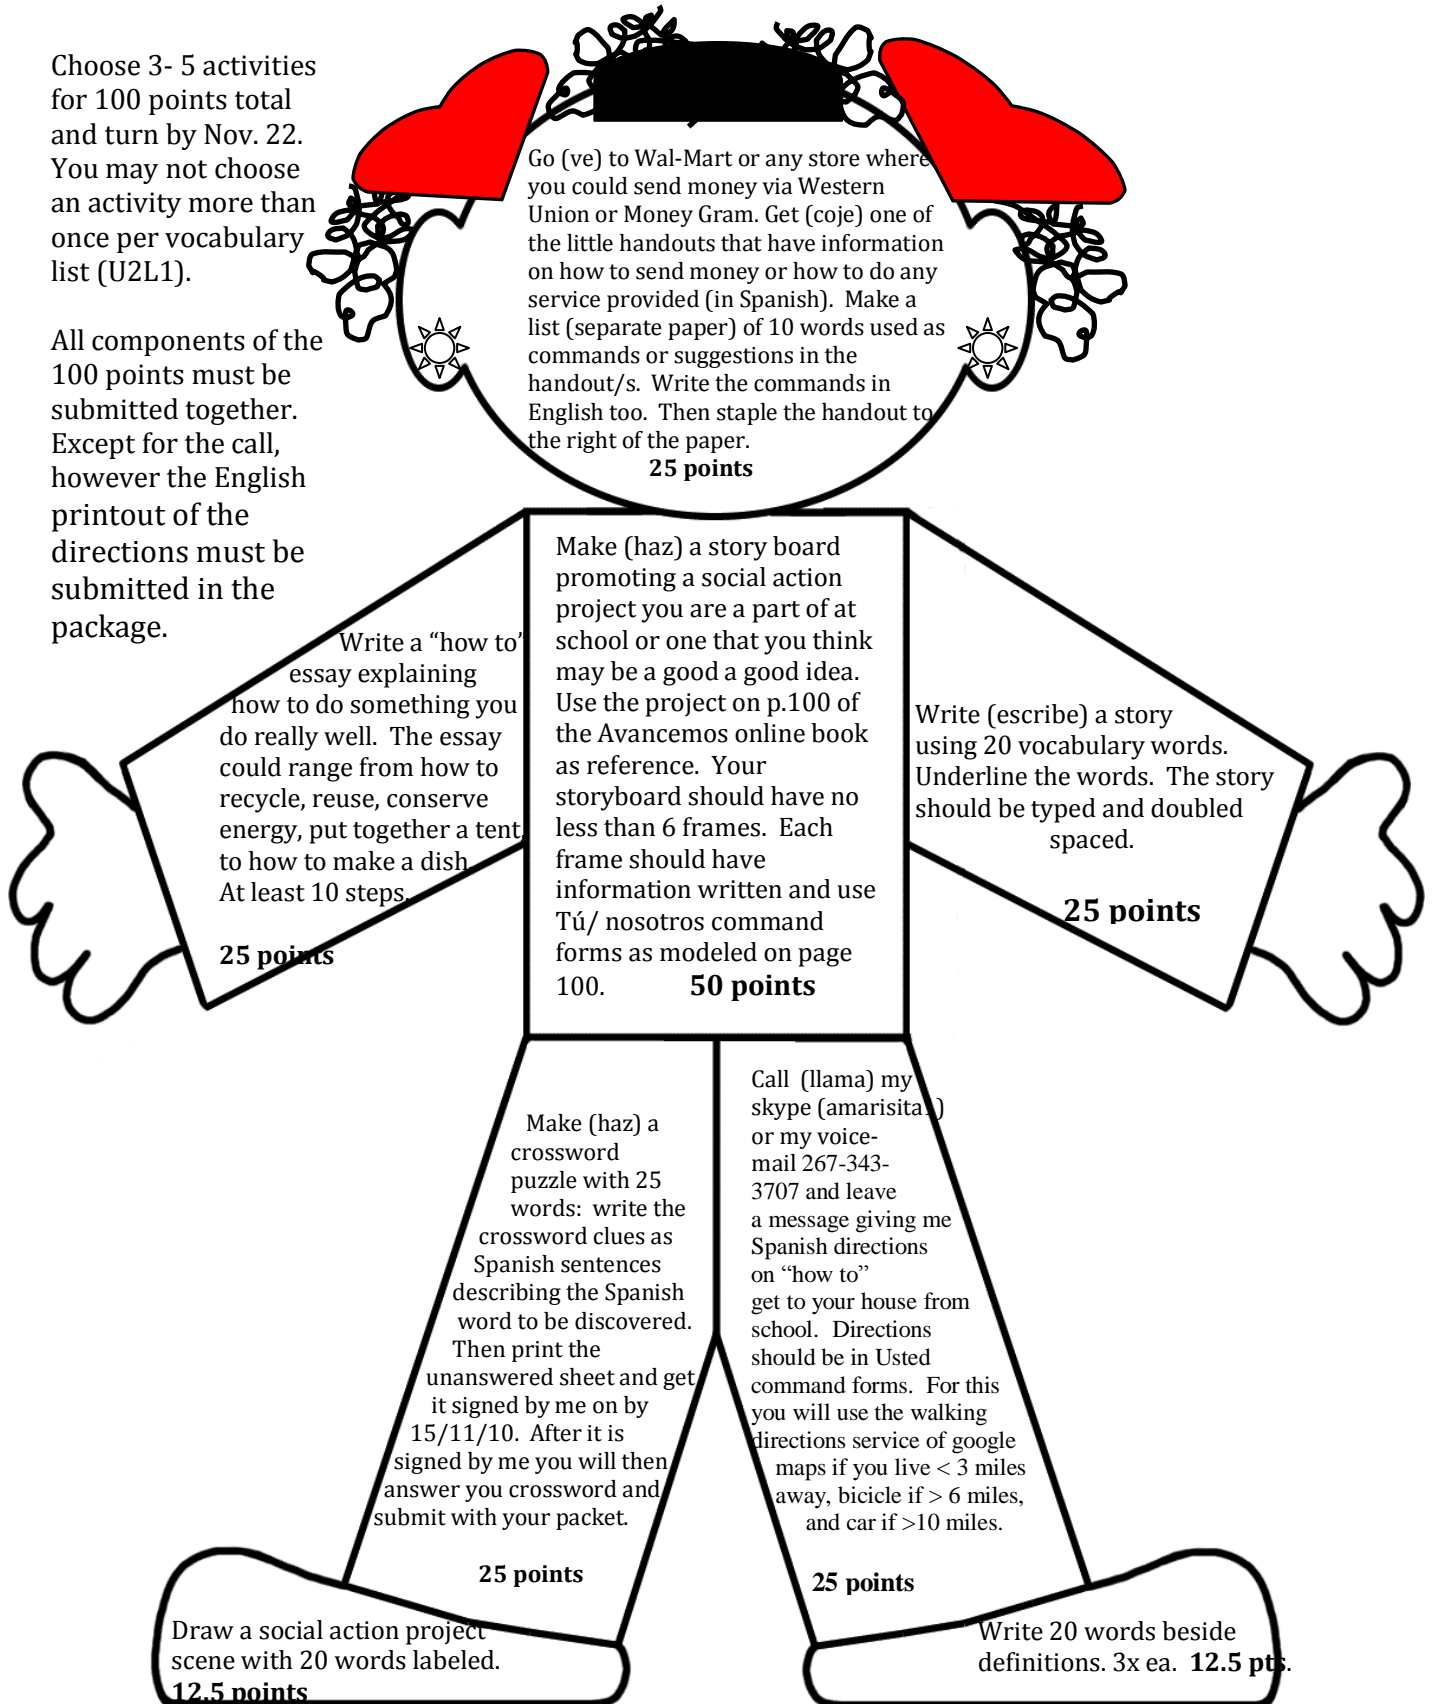 Choose 3- 5 activities
for 100 points total
and turn by Nov. 22.
You may not choose
an activity more than
once per vocabulary
list (U2L1).
All components of the
100 points must be
submitted together.
Except for the call,
however the English
printout of the
directions must be
submitted in the
package.
Go (ve) to Wal-Mart or any store where
you could send money via Western
Union or Money Gram. Get (coje) one of
the little handouts that have information
on how to send money or how to do any
service provided (in Spanish). Make a
list (separate paper) of 10 words used as
commands or suggestions in the
handout/s. Write the commands in
English too. Then staple the handout to
the right of the paper.
25 points
Write a “how to”
essay explaining
how to do something you
do really well. The essay
could range from how to
recycle, reuse, conserve
energy, put together a tent,
to how to make a dish.
At least 10 steps.
25 points
Make (haz) a story board
promoting a social action
project you are a part of at
school or one that you think
may be a good a good idea.
Use the project on p.100 of
the Avancemos online book
as reference. Your
storyboard should have no
less than 6 frames. Each
frame should have
information written and use
Tú/ nosotros command
forms as modeled on page
100. 50 points
Write (escribe) a story
using 20 vocabulary words.
Underline the words. The story
should be typed and doubled
spaced.
25 points
Make (haz) a
crossword
puzzle with 25
words: write the
crossword clues as
Spanish sentences
describing the Spanish
word to be discovered.
Then print the
unanswered sheet and get
it signed by me on by
15/11/10. After it is
signed by me you will then
answer you crossword and
submit with your packet.
25 points
Call (llama) my
skype
or my voice-
mail 267-343-
3707 and leave
a message giving me
Spanish directions
on “how to”
get to your house from
school. Directions
should be in Usted
command forms. For this
you will use the walking
directions service of google
maps if you live < 3 miles
away, bicicle if > 6 miles,
and car if >10 miles.
25 points
Draw a social action project
scene with 20 words labeled.
12.5 points
Write 20 words beside
definitions. 3x ea. 12.5 pts.